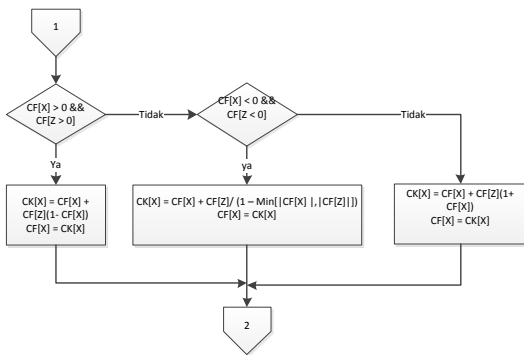 1
CF[X] > 0 &&
CF[Z > 0]
Tidak
CF[X] < 0 &&
CF[Z < 0]
Tidak
Ya
ya
CK[X] = CF[X] +
CF[Z](1- CF[X])
CF[X] = CK[X]
CK[X] = CF[X] + CF[Z]/ (1 – Min[|CF[X] |,|CF[Z]|])
CF[X] = CK[X]
CK[X] = CF[X] + CF[Z](1+
CF[X])
CF[X] = CK[X]
2